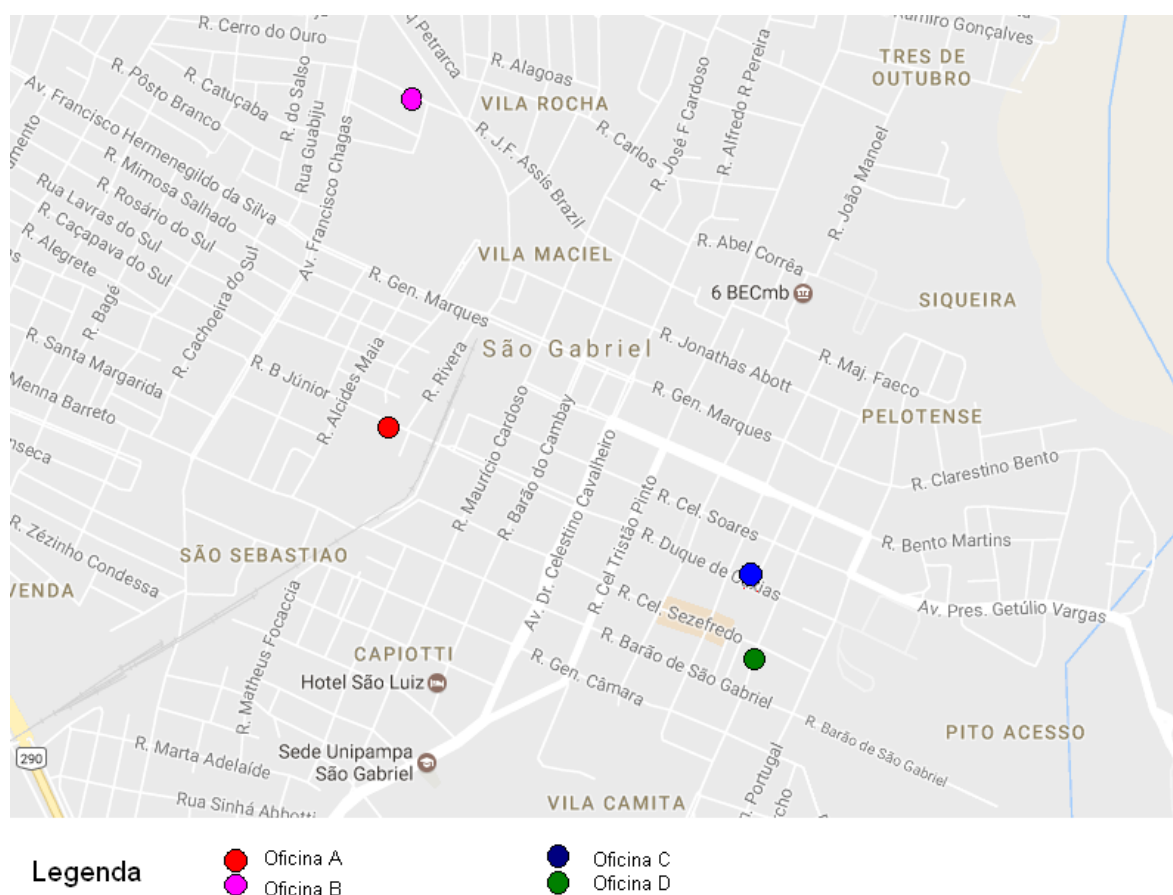 R. Cerro do Ouro
Petrarca
Ramiro Gonçalves
R. Alagoas
TRES DE
OUTUBRO
R. Pôsto Branco
R. Catuçaba
R. do Salso
Rua Guabiju
VILA ROCHA
R. Carlos
R. José F Cardoso
R. Alfredo R Pereira
Av. Francisco Hermenegildo da Silva
R. Mimosa Salhado
R. Rosário do Sul
Rua Lavras do Sul
R. Caçapava do Sul
R. Alegrete
R. Bagé
R. Cachoeira do Sul
Av. Francisco Chagas
R. J.F. Assis Brazil
R. João Manoel
VILA MACIEL
R. Abel Corrêa
6 BECmb
SIQUEIRA
R. Gen. Marques
São Gabriel
R. Jonathas Abott
R. Maj. Faeco
R. Santa Margarida
Menna Barreto
R. B Júnior
R. Alcides Maia
R. Rivera
R. Maurício Cardoso
R. Barão do Cambay
R. Gen. Marques
PELOTENSE
R. Clarestino Bento
R. Zézinho Condessa
SÃO SEBASTIAO
VENDA
Av. Dr. Celestino Cavalheiro
R. Cel Tristão Pinto
R. Cel. Soares
R. Duque de
R. Bento Martins
Av. Pres. Getúlio Vargas
R. Cel. Sezefredo
R. Barão de São Gabriel
R. Matheus Focaccia
CAPIOTTI
Hotel São Luiz
R. Gen. Câmara
R. Barão de São Gabriel
PITO ACESSO
290
R. Marta Adelaíde
Sede Unipampa
São Gabriel
Rua Sinhá Abbotti
VILA CAMITA
Portugal
Legenda
Oficina A
Oficina B
Oficina C
Oficina D